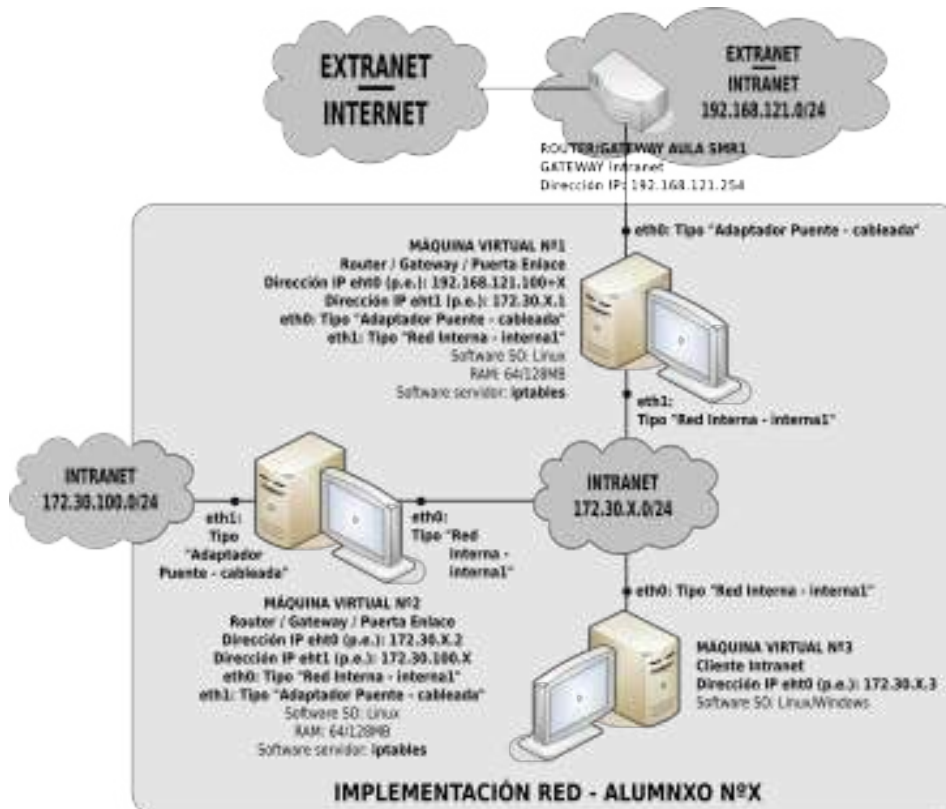 EXTRANET
INTERNET
EXTRANET
INTRANET
192.168.121.0/24
ROUTER/GATEWAY AULA SMR1
GATEWAY intranet
Dirección IP: 192.168.121.254
eth0: Tipo "Adaptador Puente - cableada"
MÁQUINA VIRTUAL Nº1
Router / Gateway / Puerta Enlace
Dirección IP eht0 (p.e.): 192.168.121.100+X
Dirección IP eht1 (p.e.): 172.30.X.1
eth0: Tipo "Adaptador Puente - cableada"
eth1: Tipo "Red Interna - interna1"
Software SO: Linux
RAM: 64/128MB
Software servidor: iptables
eth1:
Tipo "Red Interna - interna1"
INTRANET
172.30.100.0/24
eth1:
Tipo
"Adaptador
Puente - cableada"
eth0:
Tipo "Red
Interna -
interna1"
INTRANET
172.30.X.0/24
eth0: Tipo "Red Interna - interna1"
MÁQUINA VIRTUAL Nº2
Router / Gateway / Puerta Enlace
Dirección IP eht0 (p.e.): 172.30.X.2
Dirección IP eht1 (p.e.): 172.30.100.X
eth0: Tipo "Red Interna - interna1"
eth1: Tipo "Adaptador Puente - cableada"
Software SO: Linux
RAM: 64/128MB
Software servidor: iptables
MÁQUINA VIRTUAL Nº3
Cliente Intranet
Dirección IP eht0 (p.e.): 172.30.X.3
Software SO: Linux/Windows
IMPLEMENTACIÓN RED - ALUMNXO NºX